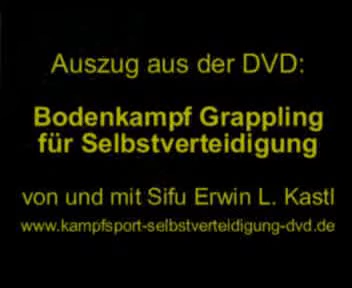 Auszug aus der DVD:
Bodenkampf Grappling
für Selbstverteidigung
von und mit Sifu Erwin L. Kastl
www.kampfsport-selbstverteidigung-dvd.de